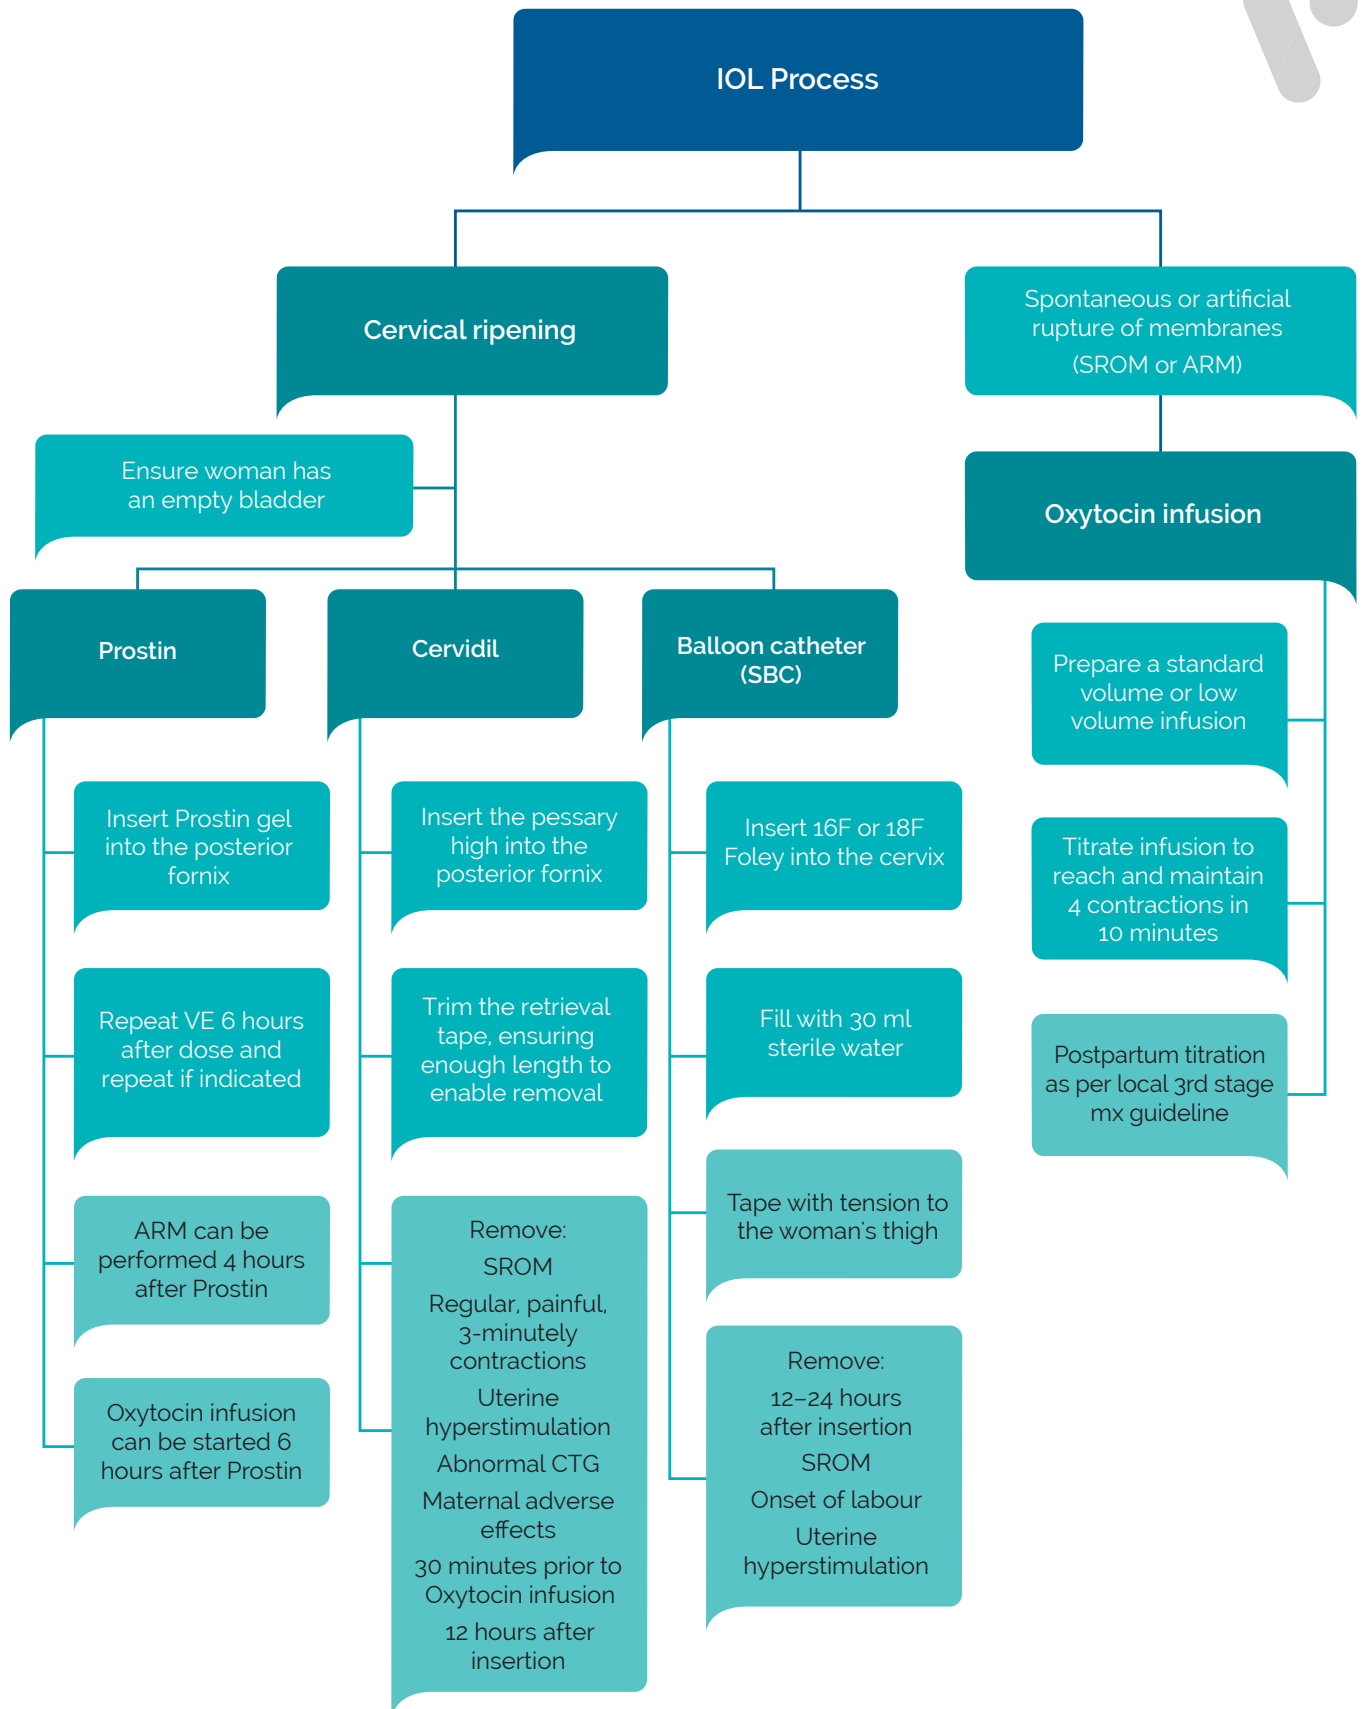 IOL Process
Cervical ripening
Ensure woman has
an empty bladder
Prostin
Insert Prostin gel
into the posterior
fornix
Repeat VE 6 hours
after dose and
repeat if indicated
ARM can be
performed 4 hours
after Prostin
Oxytocin infusion
can be started 6
hours after Prostin
Cervidil
Insert the pessary
high into the
posterior fornix
Trim the retrieval
tape, ensuring
enough length to
enable removal
Remove:
SROM
Regular, painful,
3-minutely
contractions
Uterine
hyperstimulation
Abnormal CTG
Maternal adverse
effects
30 minutes prior to
Oxytocin infusion
12 hours after
insertion
Balloon catheter
(SBC)
Insert 16F or 18F
Foley into the cervix
Fill with 30 ml
sterile water
Tape with tension to
the woman's thigh
Remove:
12–24 hours
after insertion
SROM
Onset of labour
Uterine
hyperstimulation
Spontaneous or artificial
rupture of membranes
(SROM or ARM)
Oxytocin infusion
Prepare a standard
volume or low
volume infusion
Titrate infusion to
reach and maintain
4 contractions in
10 minutes
Postpartum titration
as per local 3rd stage
mx guideline